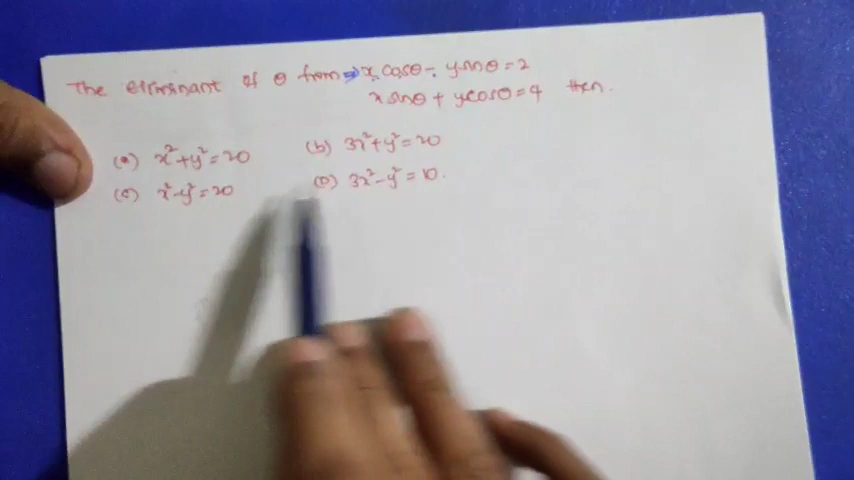 The eliminant of θ from ⇒ x cosθ - y sinθ = 2
x sinθ + y cosθ = 4 then.
(a) x²+y² = 20 (b) 3x²+y² = 20
(c) x²-y² = 20 (D) 3x²-y² = 10.